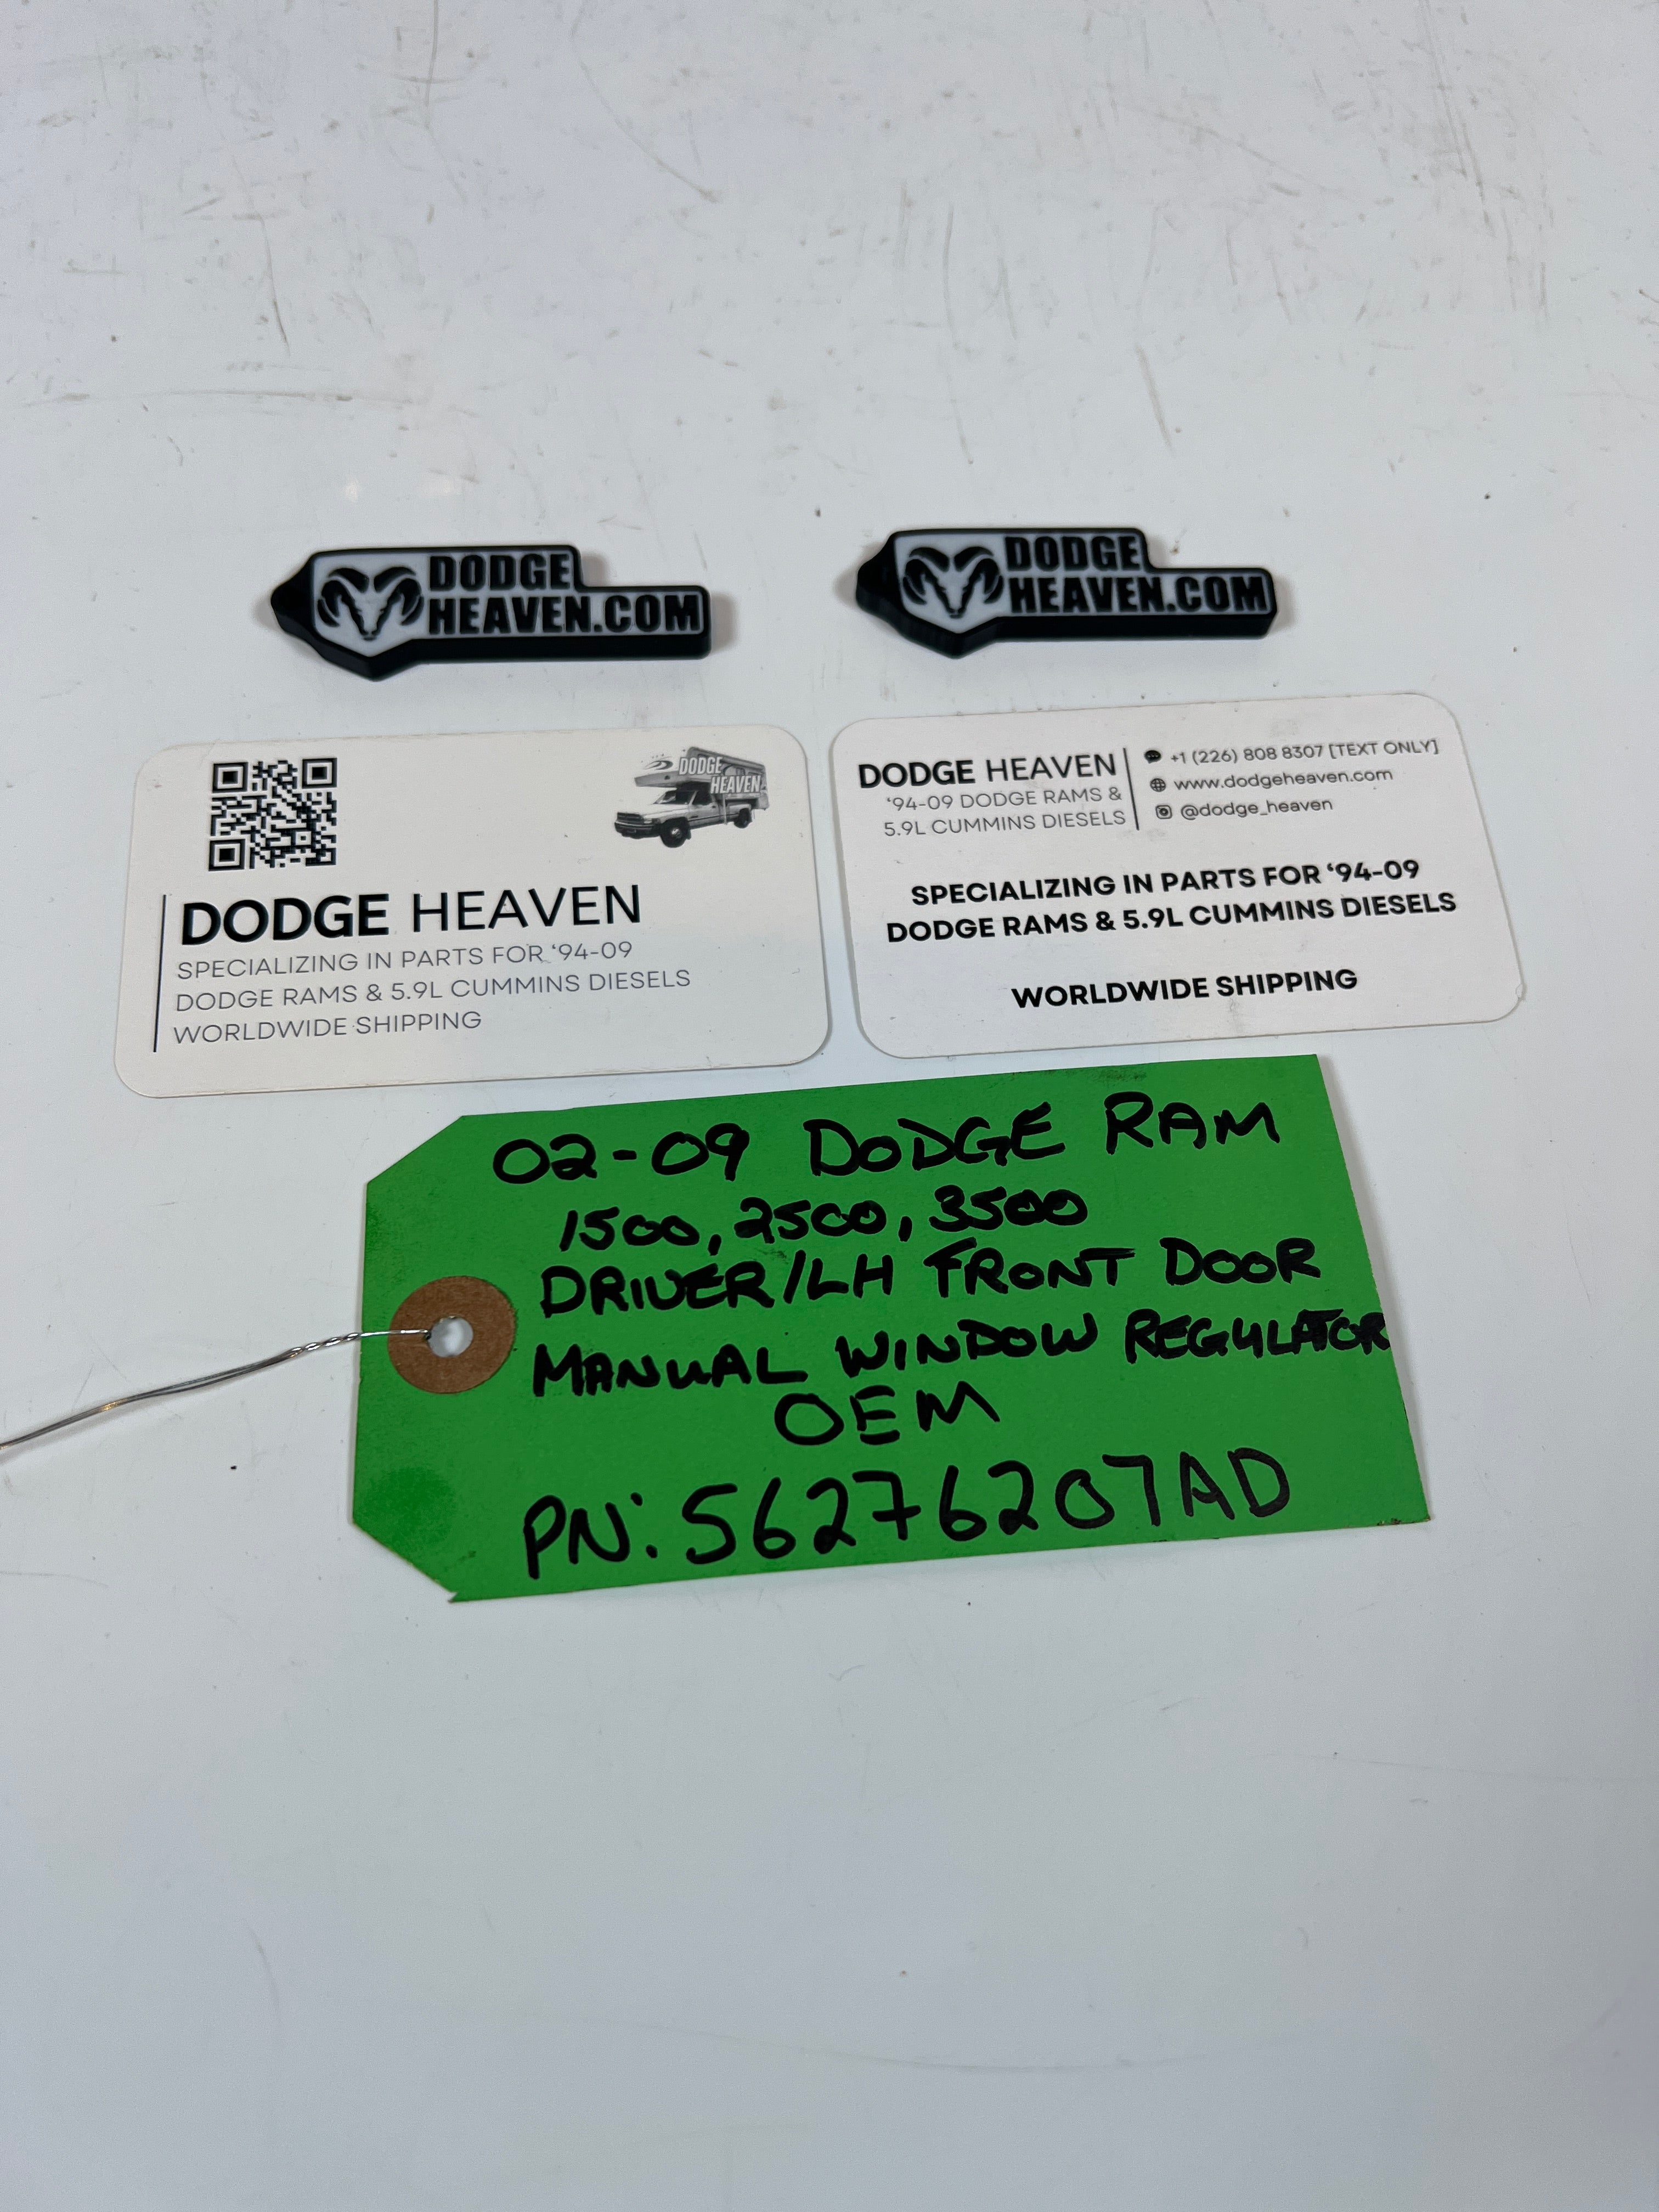 DODGE
HEAVEN.COM
DODGE
HEAVEN.COM
DODGE
HEAVEN
DODGE HEAVEN
SPECIALIZING IN PARTS FOR ‘94-09
DODGE RAMS & 5.9L CUMMINS DIESELS
WORLDWIDE SHIPPING
DODGE HEAVEN
‘94-09 DODGE RAMS &
5.9L CUMMINS DIESELS
+1 (226) 808 8307 [TEXT ONLY]
www.dodgeheaven.com
@dodge_heaven
SPECIALIZING IN PARTS FOR ‘94-09
DODGE RAMS & 5.9L CUMMINS DIESELS
WORLDWIDE SHIPPING
02-09 DODGE RAM
1500, 2500, 3500
DRIVER/LH FRONT DOOR
MANUAL WINDOW REGULATOR
OEM
PN: 56276207AD